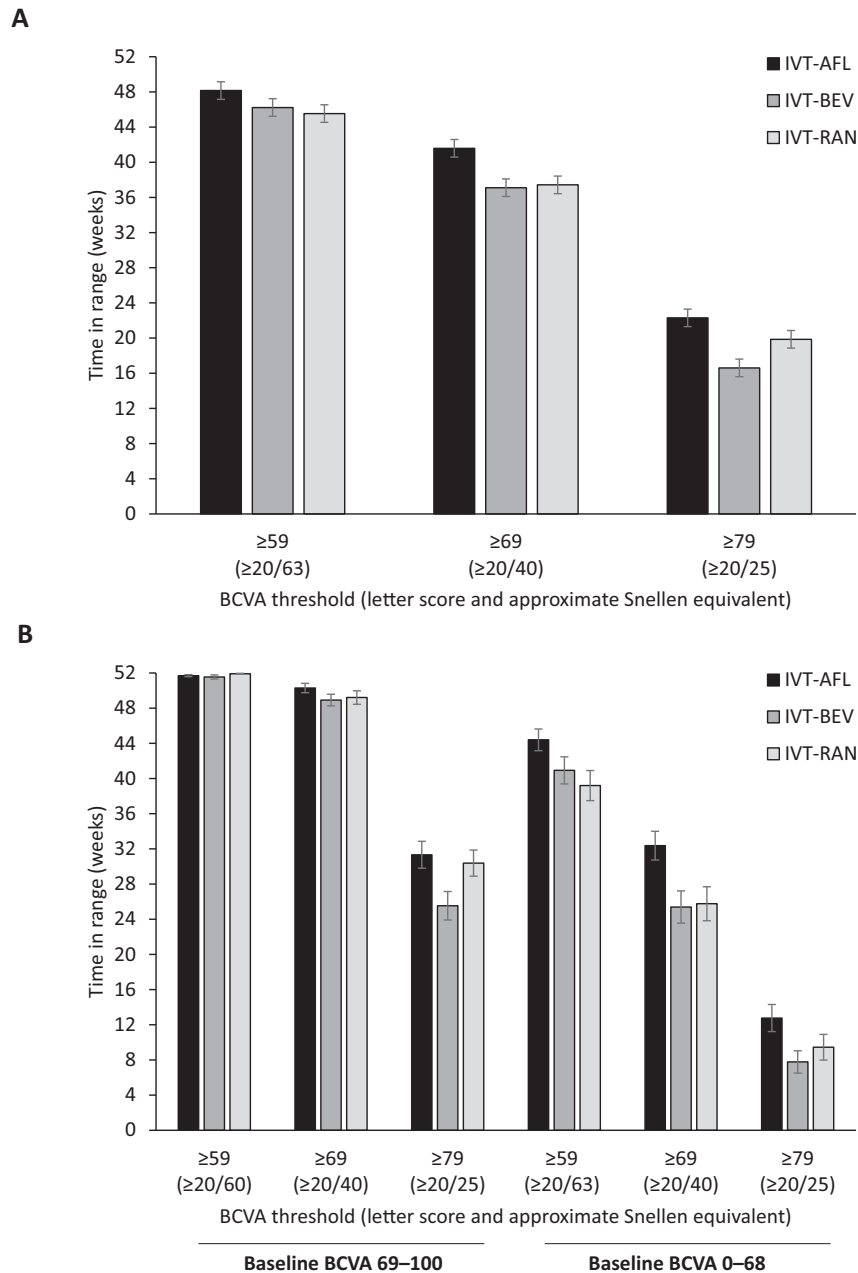 A
52
48
44
40
36
32
28
24
20
16
12
8
4
0
Time in range (weeks)
IVT-AFL
IVT-BEV
IVT-RAN
≥59 ≥69 ≥79
(≥20/63) (≥20/40) (≥20/25)
BCVA threshold (letter score and approximate Snellen equivalent)
B
52
48
44
40
36
32
28
24
20
16
12
8
4
0
Time in range (weeks)
IVT-AFL
IVT-BEV
IVT-RAN
≥59 ≥69 ≥79 ≥59 ≥69 ≥79
(≥20/60) (≥20/40) (≥20/25) (≥20/63) (≥20/40) (≥20/25)
BCVA threshold (letter score and approximate Snellen equivalent)
Baseline BCVA 69–100 Baseline BCVA 0–68